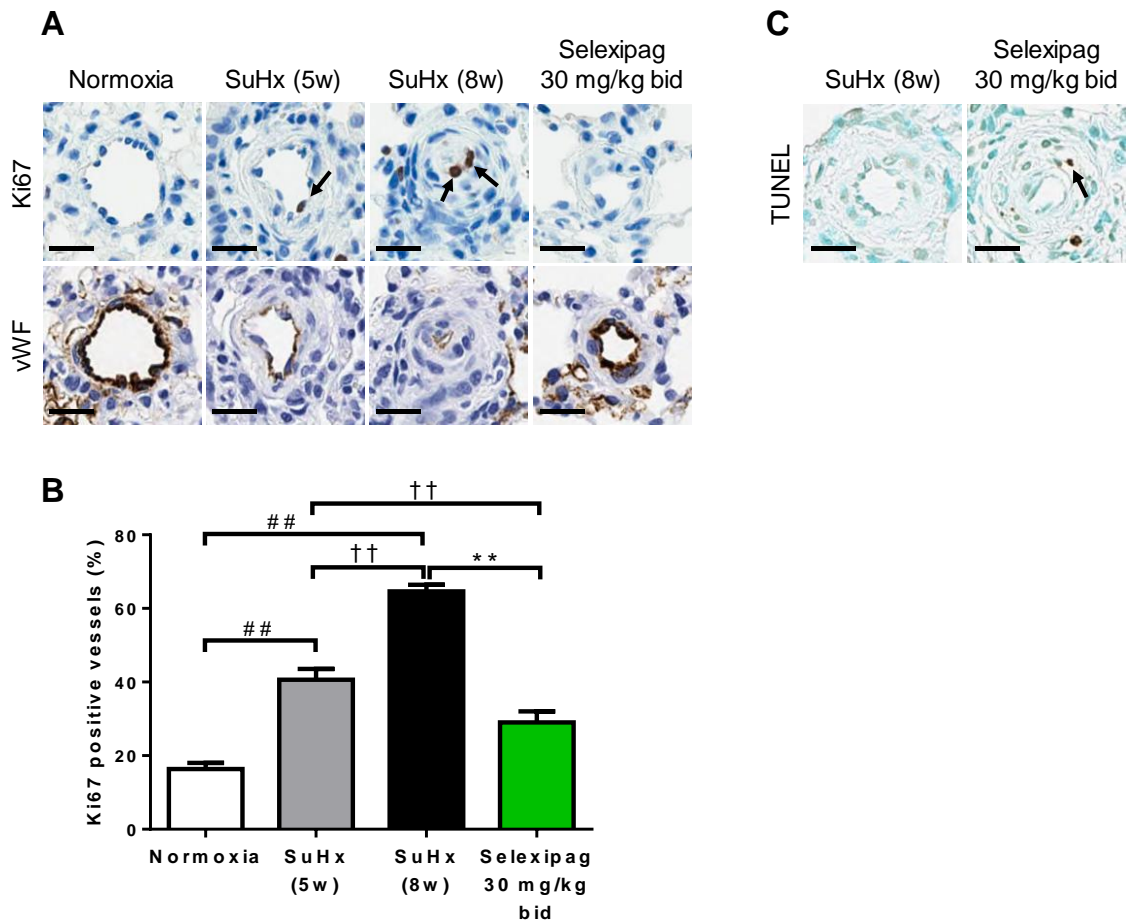 A
Normoxia
SuHx (5w)
SuHx (8w)
Selexipag
30 mg/kg bid
Ki67
vWF
C
SuHx (8w)
Selexipag
30 mg/kg bid
TUNEL
B
††
##
††
**
##
Ki67 positive vessels (%)
80
60
40
20
0
Normoxia
SuHx
(5w)
SuHx
(8w)
Selexipag
30 mg/kg
bid